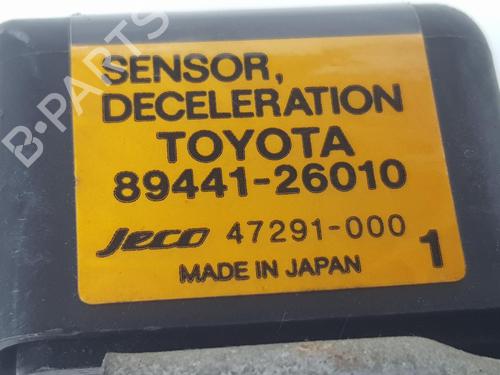 B-PARTS
SENSOR,
DECELERATION
TOYOTA
89441-26010
Jeco 47291-000
1
MADE IN JAPAN